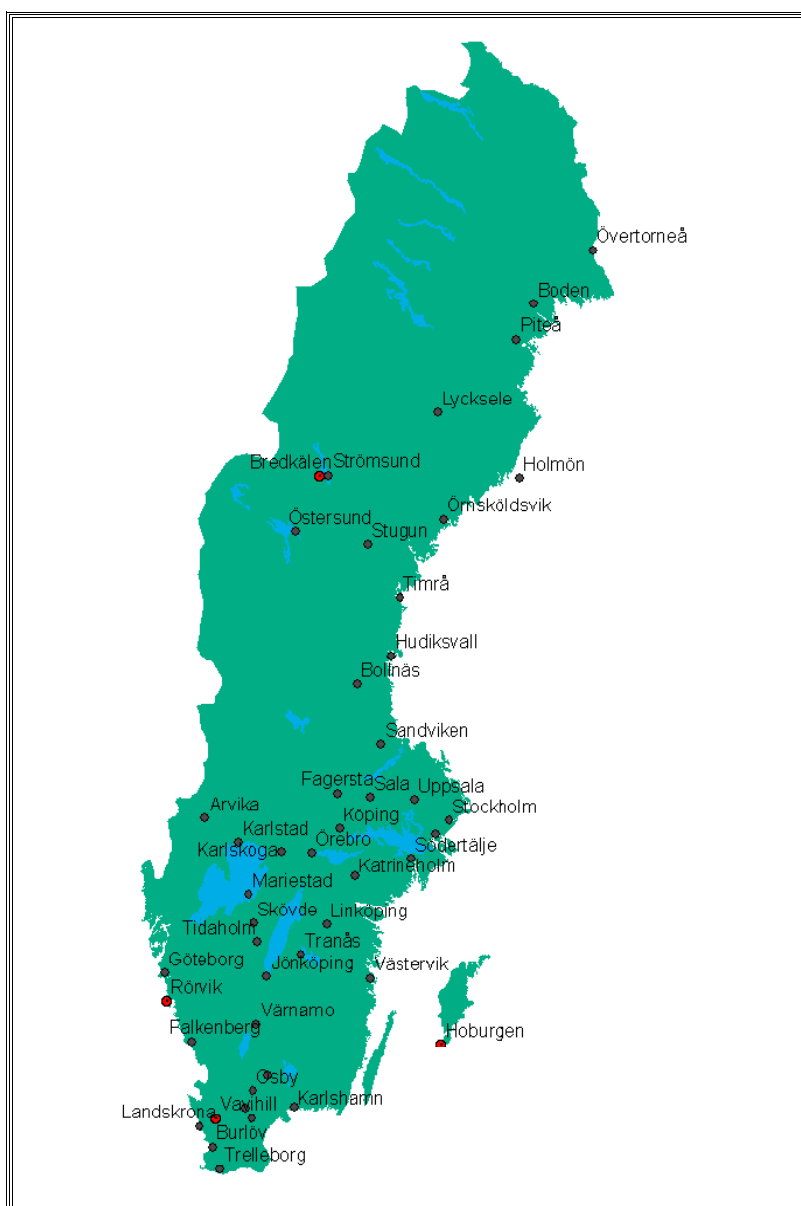 Övertorneå
Boden
Piteå
Lycksele
Bredkälen
Strömsund
Holmön
Örnsköldsvik
Östersund
Stugun
Timrå
Hudiksvall
Bollnäs
Sandviken
Fagersta
Sala
Uppsala
Arvika
Stockholm
Köping
Karlstad
Örebro
Södertälje
Karlskoga
Katrineholm
Mariestad
Skövde
Linköping
Tidaholm
Tranås
Göteborg
Jönköping
Västervik
Rörvik
Värnamo
Falkenberg
Hoburgen
Osby
Vavihill
Karlshamn
Landskrona
Burlöv
Trelleborg